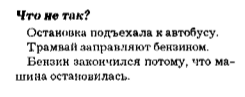 Что не так?
Остановка подъехала к автобусу.
Трамвай заправляют бензином.
Бензин закончился потому, что ма-
шина остановилась.